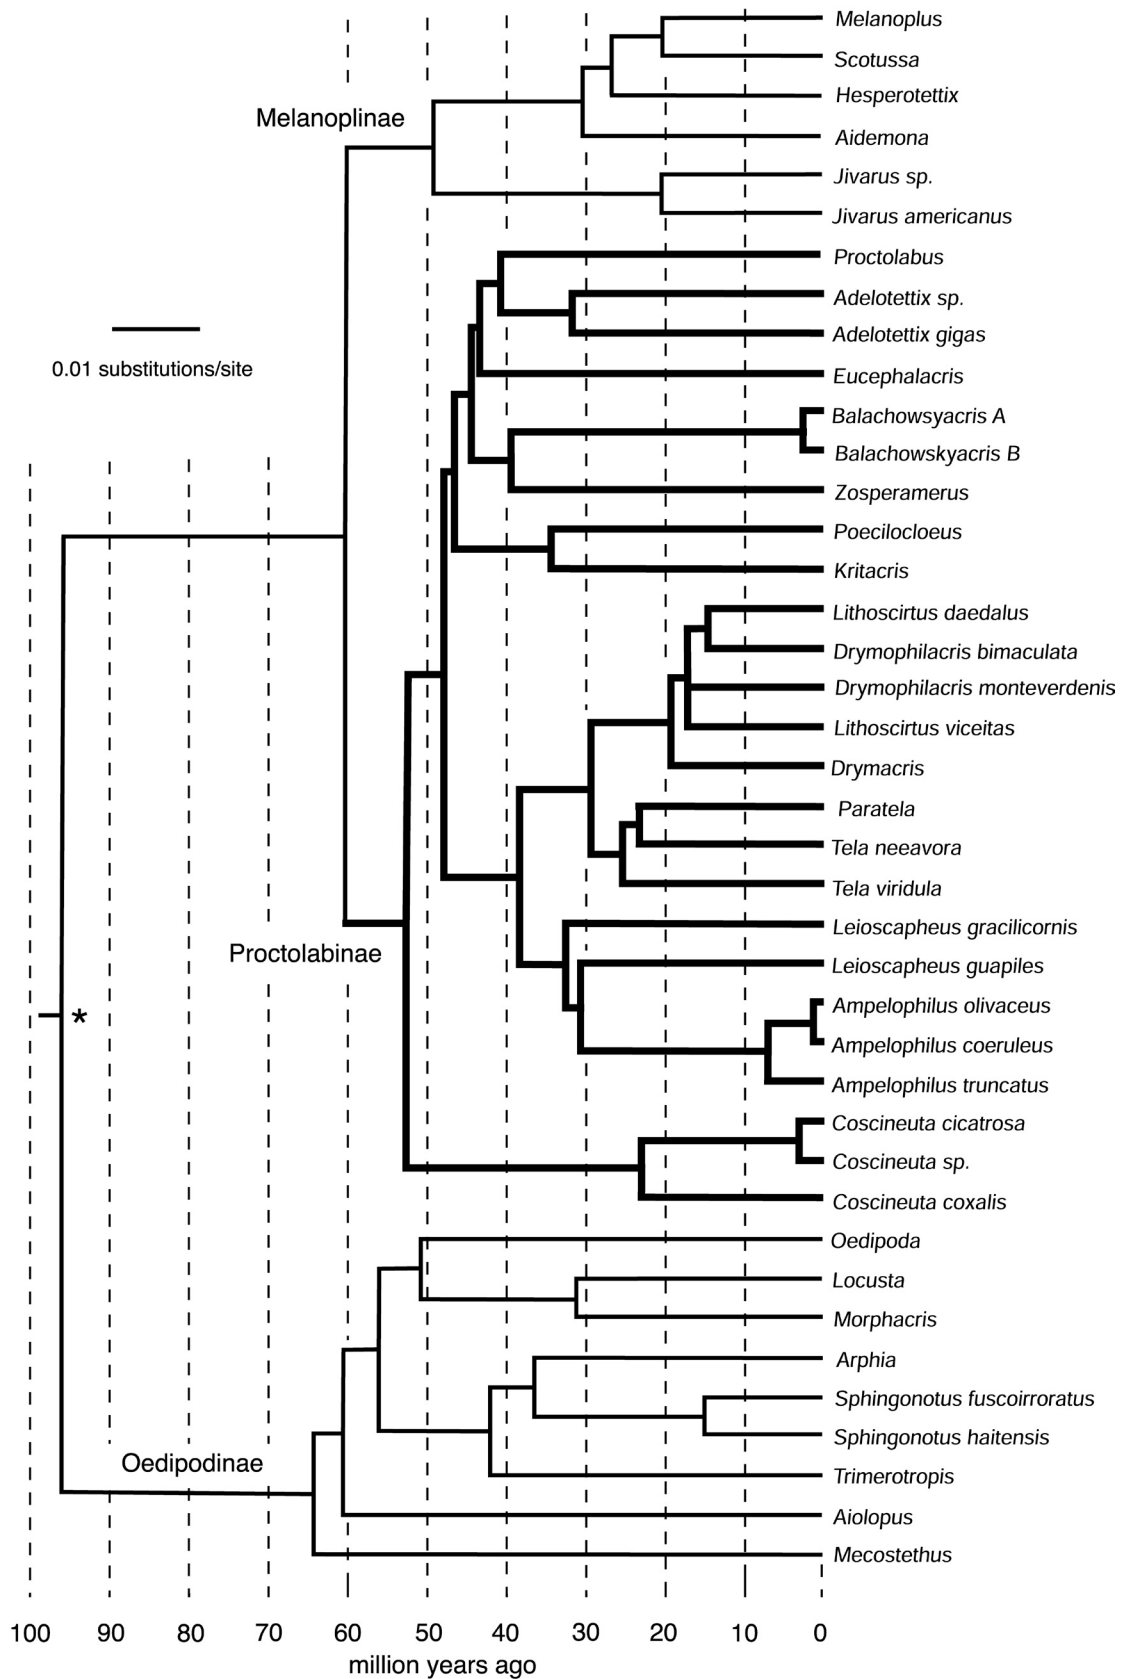 Melanoplus
Scotussa
Hesperotettix
Melanoplinae
Aidemona
Jivarus sp.
Jivarus americanus
Proctolabus
Adelotettix sp.
Adelotettix gigas
0.01 substitutions/site
Eucephalacris
Balachowsyacris A
Balachowskyacris B
Zosperamerus
Poecilocloeus
Kritacris
Lithoscirtus daedalus
Drymophilacris bimaculata
Drymophilacris monteverdenis
Lithoscirtus viceitas
Drymacris
Paratela
Tela neeavora
Tela viridula
Leioscapheus gracilicornis
Proctolabinae
Leioscapheus guapiles
Ampelophilus olivaceus
*
Ampelophilus coeruleus
Ampelophilus truncatus
Coscineuta cicatrosa
Coscineuta sp.
Coscineuta coxalis
Oedipoda
Locusta
Morphacris
Arphia
Sphingonotus fuscoirroratus
Sphingonotus haitensis
Oedipodinae
Trimerotropis
Aiolopus
Mecostethus
100 90 80 70 60 50 40 30 20 10 0
million years ago